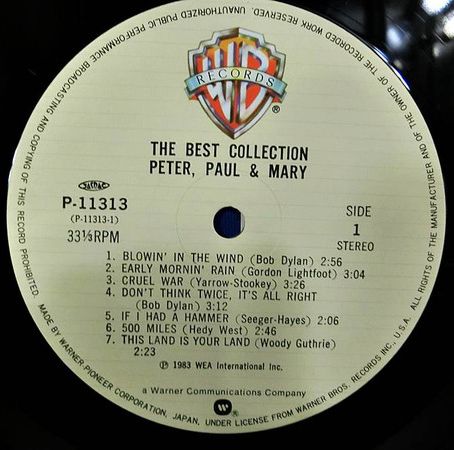 ALL RIGHTS OF THE MANUFACTURER AND OF THE OWNER OF THE RECORDED WORK RESERVED. UNAUTHORIZED PUBLIC PERFORMANCE BROADCASTING AND COPYING OF THIS RECORD PROHIBITED.
WB
RECORDS
®
THE BEST COLLECTION
PETER, PAUL & MARY
JASRAC
P-11313
(P-11313-1)
33⅓RPM
SIDE
1
STEREO
1. BLOWIN' IN THE WIND (Bob Dylan) 2:56
2. EARLY MORNIN' RAIN (Gordon Lightfoot) 3:04
3. CRUEL WAR (Yarrow-Stookey) 3:26
4. DON'T THINK TWICE, IT'S ALL RIGHT
(Bob Dylan) 3:12
5. IF I HAD A HAMMER (Seeger-Hayes) 2:06
6. 500 MILES (Hedy West) 2:46
7. THIS LAND IS YOUR LAND (Woody Guthrie)
2:23
℗ 1983 WEA International Inc.
a Warner Communications Company
®
MADE BY WARNER-PIONEER CORPORATION, JAPAN, UNDER LICENSE FROM WARNER BROS. RECORDS INC., U.S.A.